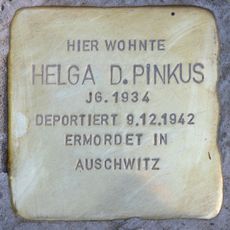 HIER WOHNTE
HELGA D. PINKUS
JG. 1934
DEPORTIERT 9.12.1942
ERMORDET IN
AUSCHWITZ